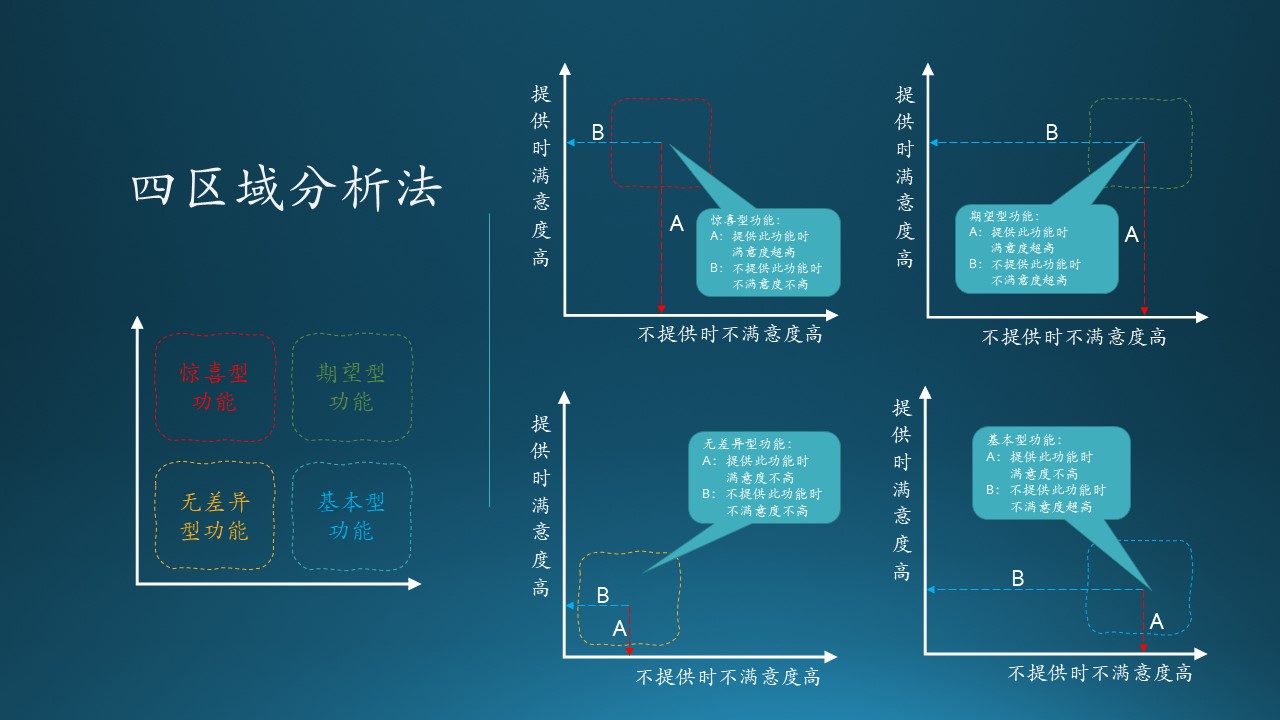 四区域分析法
惊喜型
功能
期望型
功能
无差异
型功能
基本型
功能
提供时满意度高
B
A
惊喜型功能：
A：提供此功能时
满意度超高
B：不提供此功能时
不满意度不高
不提供时不满意度高
提供时满意度高
B
A
期望型功能：
A：提供此功能时
满意度超高
B：不提供此功能时
不满意度超高
不提供时不满意度高
提供时满意度高
无差异型功能：
A：提供此功能时
满意度不高
B：不提供此功能时
不满意度不高
B
A
不提供时不满意度高
提供时满意度高
基本型功能：
A：提供此功能时
满意度不高
B：不提供此功能时
不满意度超高
B
A
不提供时不满意度高